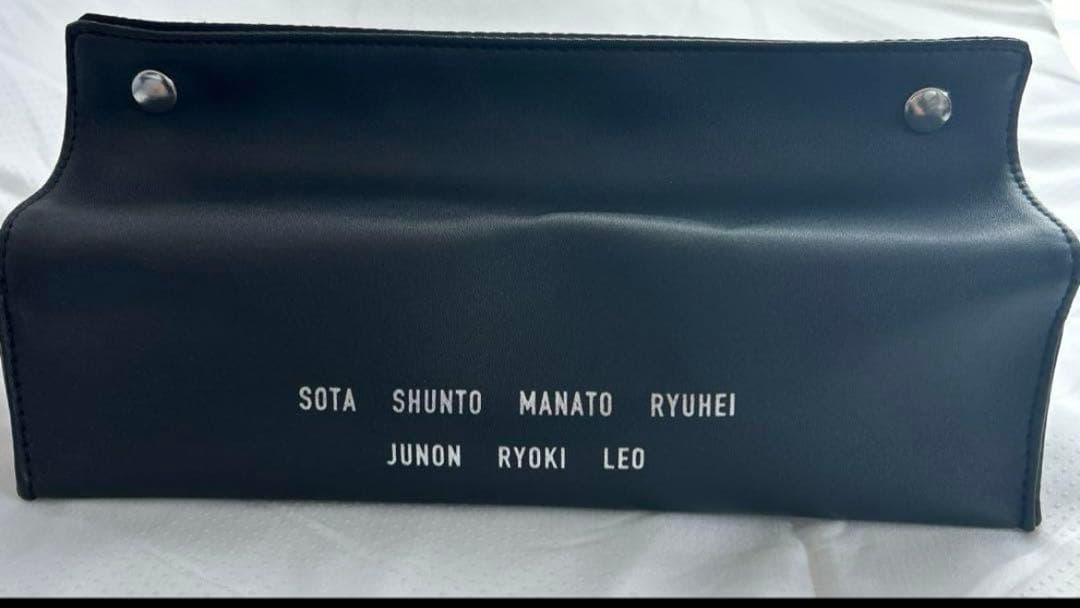 SOTA SHUNTO MANATO RYUHEI
JUNON RYOKI LEO